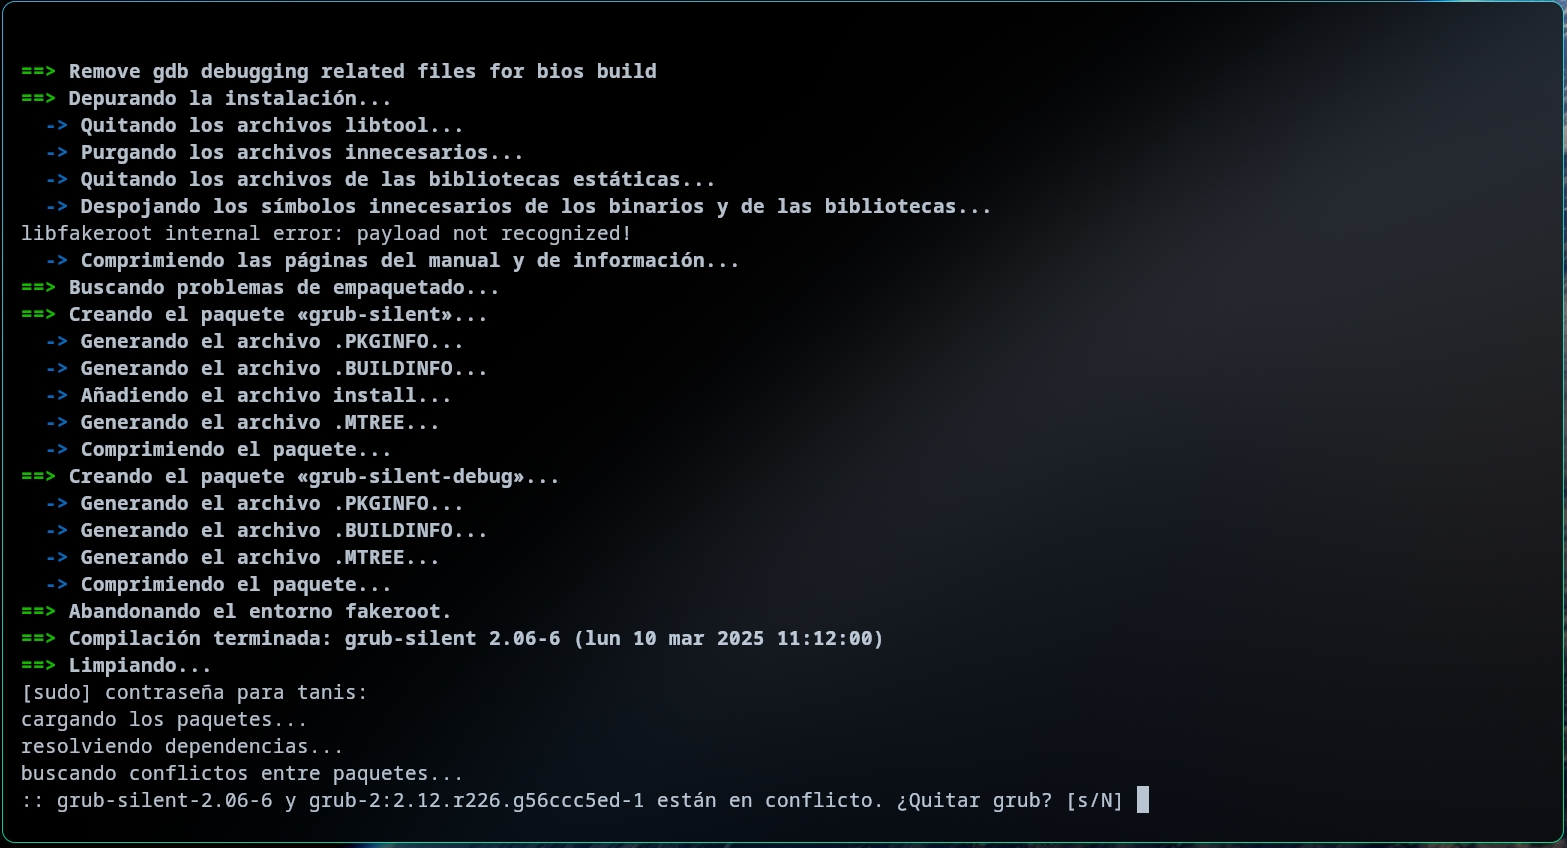 ==> Remove gdb debugging related files for bios build
==> Depurando la instalación...
  -> Quitando los archivos libtool...
  -> Purgando los archivos innecesarios...
  -> Quitando los archivos de las bibliotecas estáticas...
  -> Despojando los símbolos innecesarios de los binarios y de las bibliotecas...
libfakeroot internal error: payload not recognized!
  -> Comprimiendo las páginas del manual y de información...
==> Buscando problemas de empaquetado...
==> Creando el paquete «grub-silent»...
  -> Generando el archivo .PKGINFO...
  -> Generando el archivo .BUILDINFO...
  -> Añadiendo el archivo install...
  -> Generando el archivo .MTREE...
  -> Comprimiendo el paquete...
==> Creando el paquete «grub-silent-debug»...
  -> Generando el archivo .PKGINFO...
  -> Generando el archivo .BUILDINFO...
  -> Generando el archivo .MTREE...
  -> Comprimiendo el paquete...
==> Abandonando el entorno fakeroot.
==> Compilación terminada: grub-silent 2.06-6 (lun 10 mar 2025 11:12:00)
==> Limpiando...
[sudo] contraseña para tanis:
cargando los paquetes...
resolviendo dependencias...
buscando conflictos entre paquetes...
:: grub-silent-2.06-6 y grub-2:2.12.r226.g56ccc5ed-1 están en conflicto. ¿Quitar grub? [s/N]